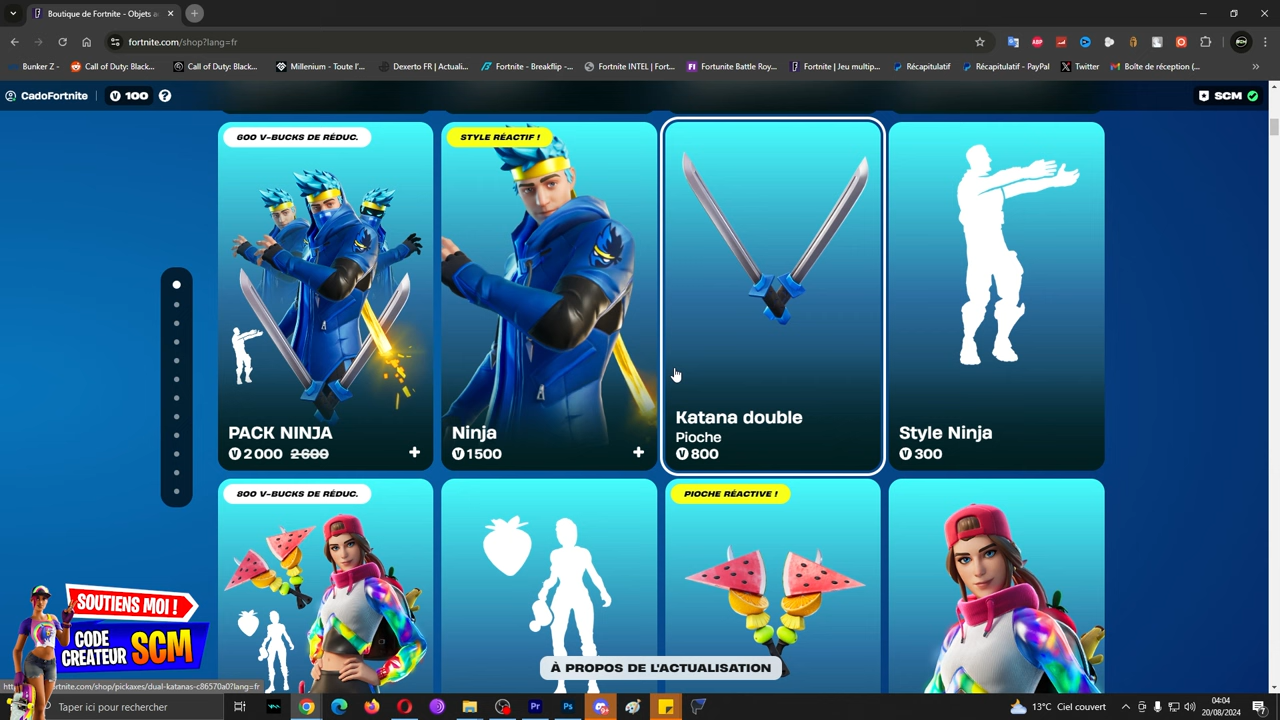 Boutique de Fortnite - Objets a
fortnite.com/shop?lang=fr
Bunker Z - ...
Call of Duty: Black...
Call of Duty: Black...
Millenium - Toute l'...
Dexerto FR | Actuali...
Fortnite - Breakflip -...
Fortnite INTEL | Fort...
Fortunite Battle Roy...
Fortnite | Jeu multip...
Récapitulatif
Récapitulatif - PayPal
Twitter
Boîte de réception (...
CadoFortnite
100
SCM
600 V-BUCKS DE RÉDUC.
STYLE RÉACTIF !
PACK NINJA
2 000 2 600
Ninja
1 500
Katana double
Pioche
800
Style Ninja
300
800 V-BUCKS DE RÉDUC.
PIOCHE RÉACTIVE !
SOUTIENS MOI !
CODE
CREATEUR SCM
À PROPOS DE L'ACTUALISATION
fortnite.com/shop/pickaxes/dual-katanas-c86570a0?lang=fr
Taper ici pour rechercher
13°C Ciel couvert
04:04
20/08/2024